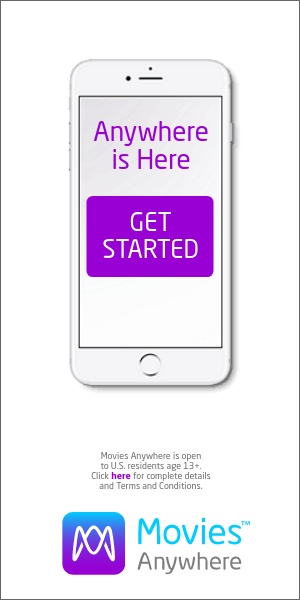 Anywhere
is Here
GET
STARTED
Movies Anywhere is open
to U.S. residents age 13+.
Click here for complete details
and Terms and Conditions.
Movies™
Anywhere